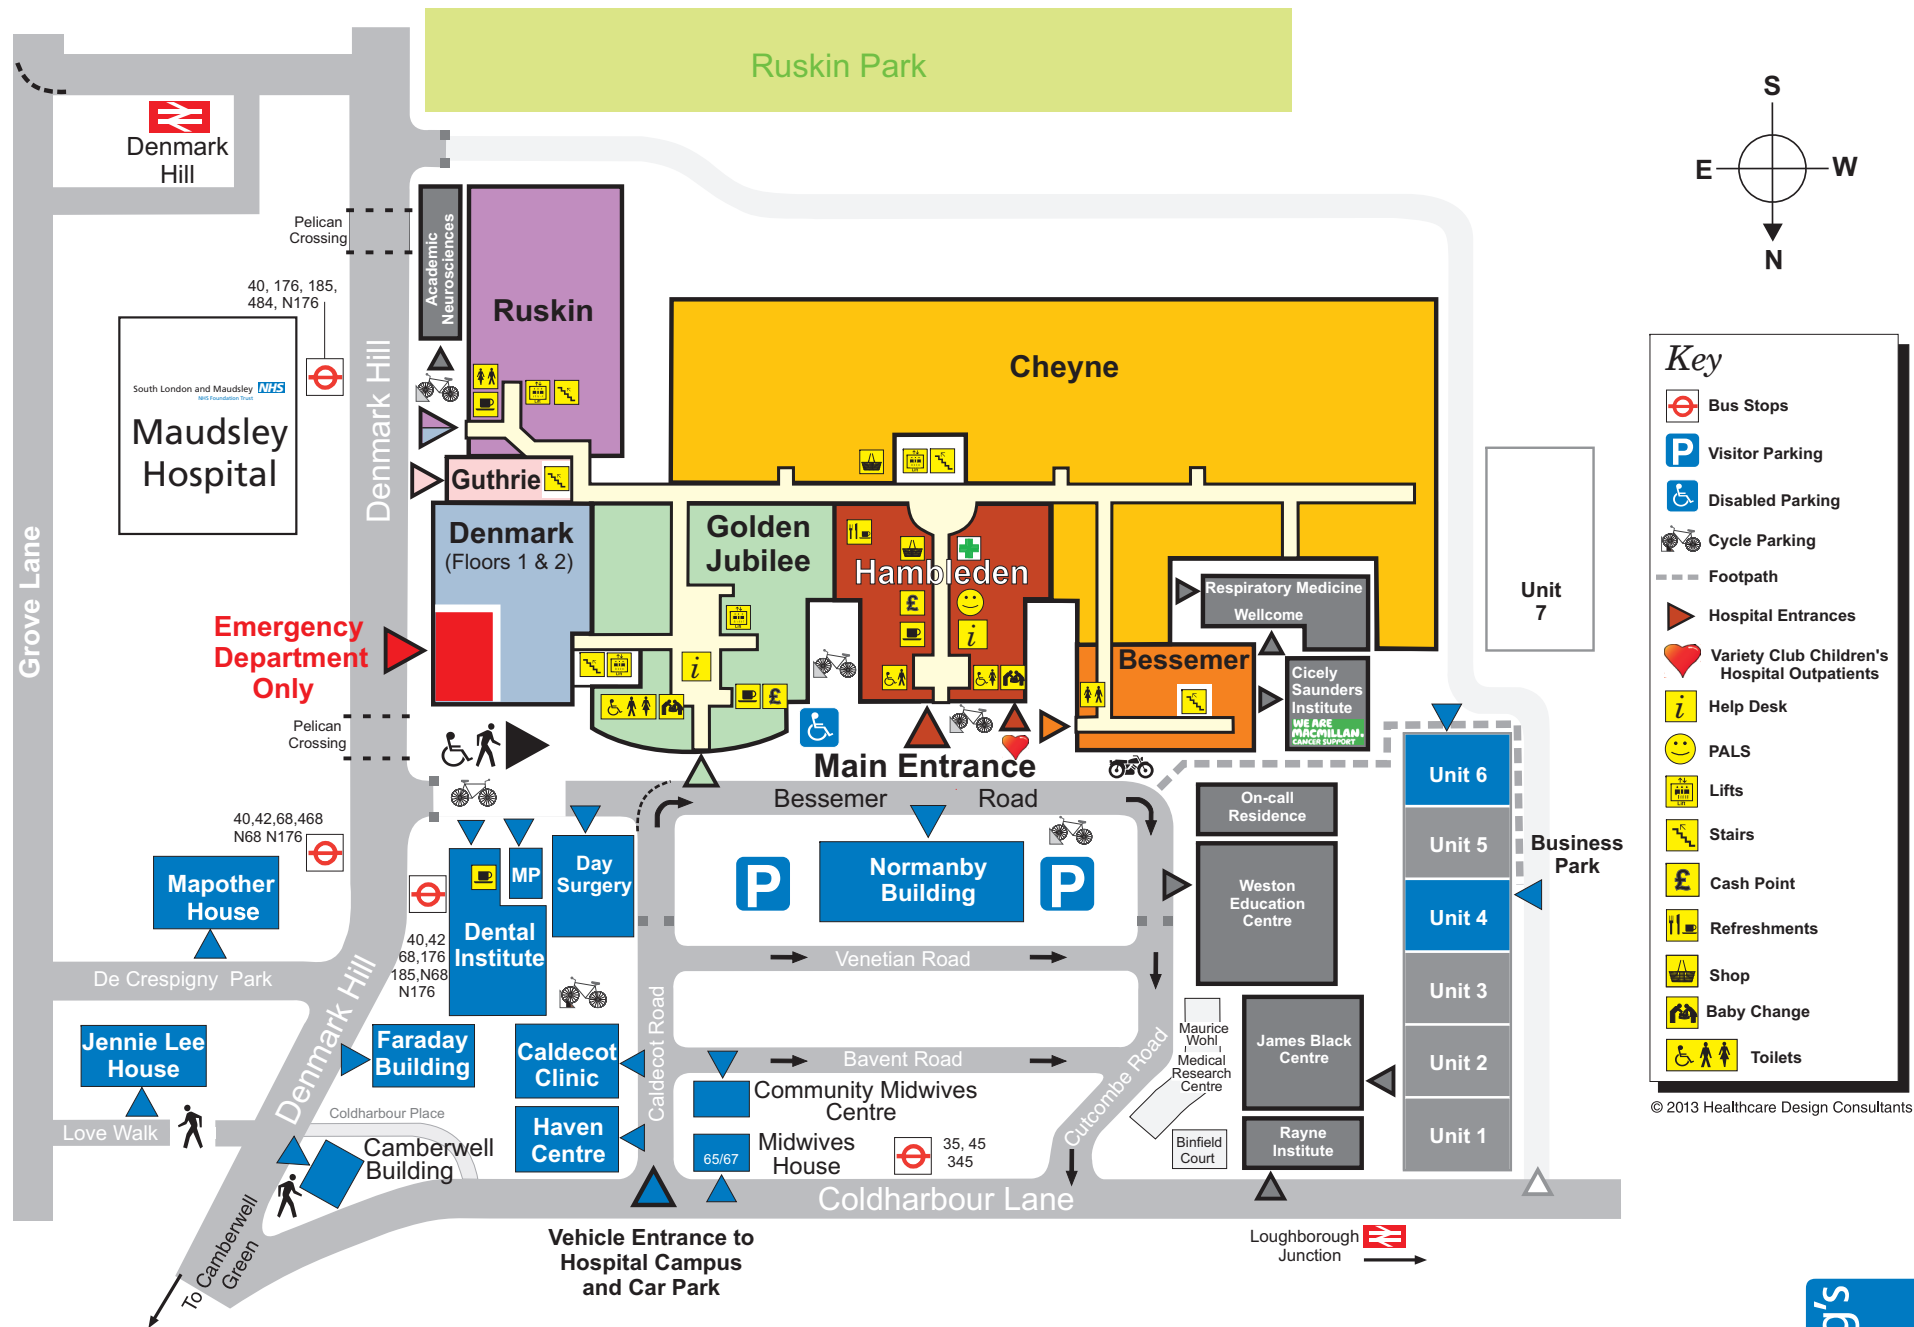 Ruskin Park
S
E
W
N
Denmark
Hill
Pelican
Crossing
40, 176, 185,
484, N176
Academic
Neurosciences
Ruskin
Cheyne
South London and Maudsley NHS
NHS Foundation Trust
Maudsley
Hospital
Denmark Hill
Grove Lane
Guthrie
Denmark
(Floors 1 & 2)
Golden
Jubilee
Hambleden
Respiratory Medicine
Wellcome
Bessemer
Cicely
Saunders
Institute
WE ARE
MACMILLAN.
CANCER SUPPORT
Unit
7
Emergency
Department
Only
Pelican
Crossing
Main Entrance
Bessemer Road
40,42,68,468
N68 N176
Mapother
House
MP
Day
Surgery
Dental
Institute
P
Normanby
Building
P
On-call
Residence
Weston
Education
Centre
Unit 6
Unit 5
Unit 4
Unit 3
Unit 2
Unit 1
Business
Park
40,42
68,176
185,N68
N176
De Crespigny Park
Venetian Road
Denmark Hill
Jennie Lee
House
Faraday
Building
Caldecot
Clinic
Caldecot Road
Bavent Road
Cutcombe Road
Maurice
Wohl
Medical
Research
Centre
James Black
Centre
Community Midwives
Centre
Love Walk
Coldharbour Place
Camberwell
Building
Haven
Centre
65/67
Midwives
House
35, 45
345
Binfield
Court
Rayne
Institute
Coldharbour Lane
To Camberwell
Green
Vehicle Entrance to
Hospital Campus
and Car Park
Loughborough
Junction
Key
Bus Stops
P Visitor Parking
Disabled Parking
Cycle Parking
Footpath
Hospital Entrances
Variety Club Children's
Hospital Outpatients
i Help Desk
PALS
Lifts
Stairs
£ Cash Point
Refreshments
Shop
Baby Change
Toilets
© 2013 Healthcare Design Consultants
g's